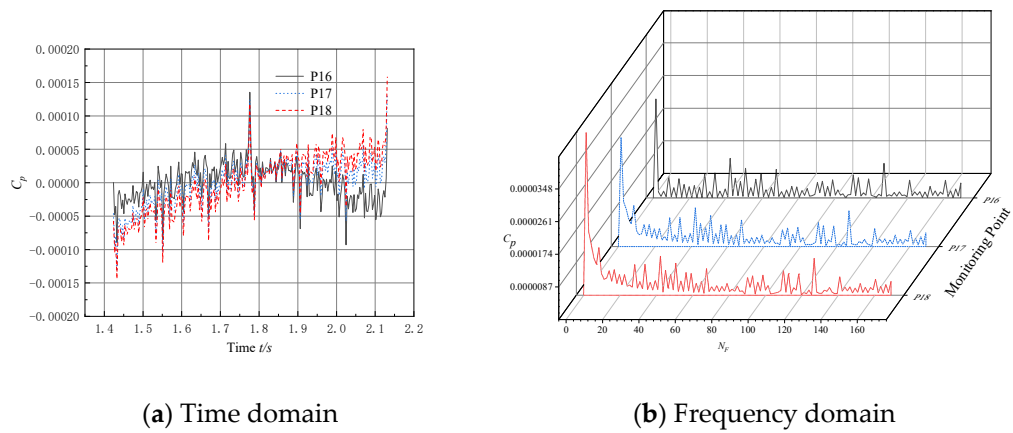 0.00020
0.00015
0.00010
0.00005
0.00000
-0.00005
-0.00010
-0.00015
-0.00020
C_p
P16
P17
P18
1.4 1.5 1.6 1.7 1.8 1.9 2.0 2.1 2.2
Time t/s
(a) Time domain
0.0000348
0.0000261
C_p
0.0000174
0.0000087
0 20 40 60 80 100 120 140 160
N_F
P16
P17
P18
Monitoring Point
(b) Frequency domain